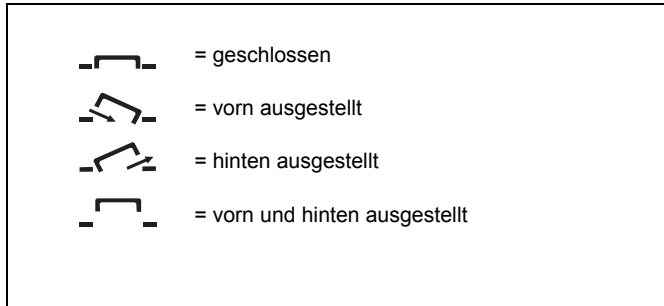 = geschlossen
= vorn ausgestellt
= hinten ausgestellt
= vorn und hinten ausgestellt